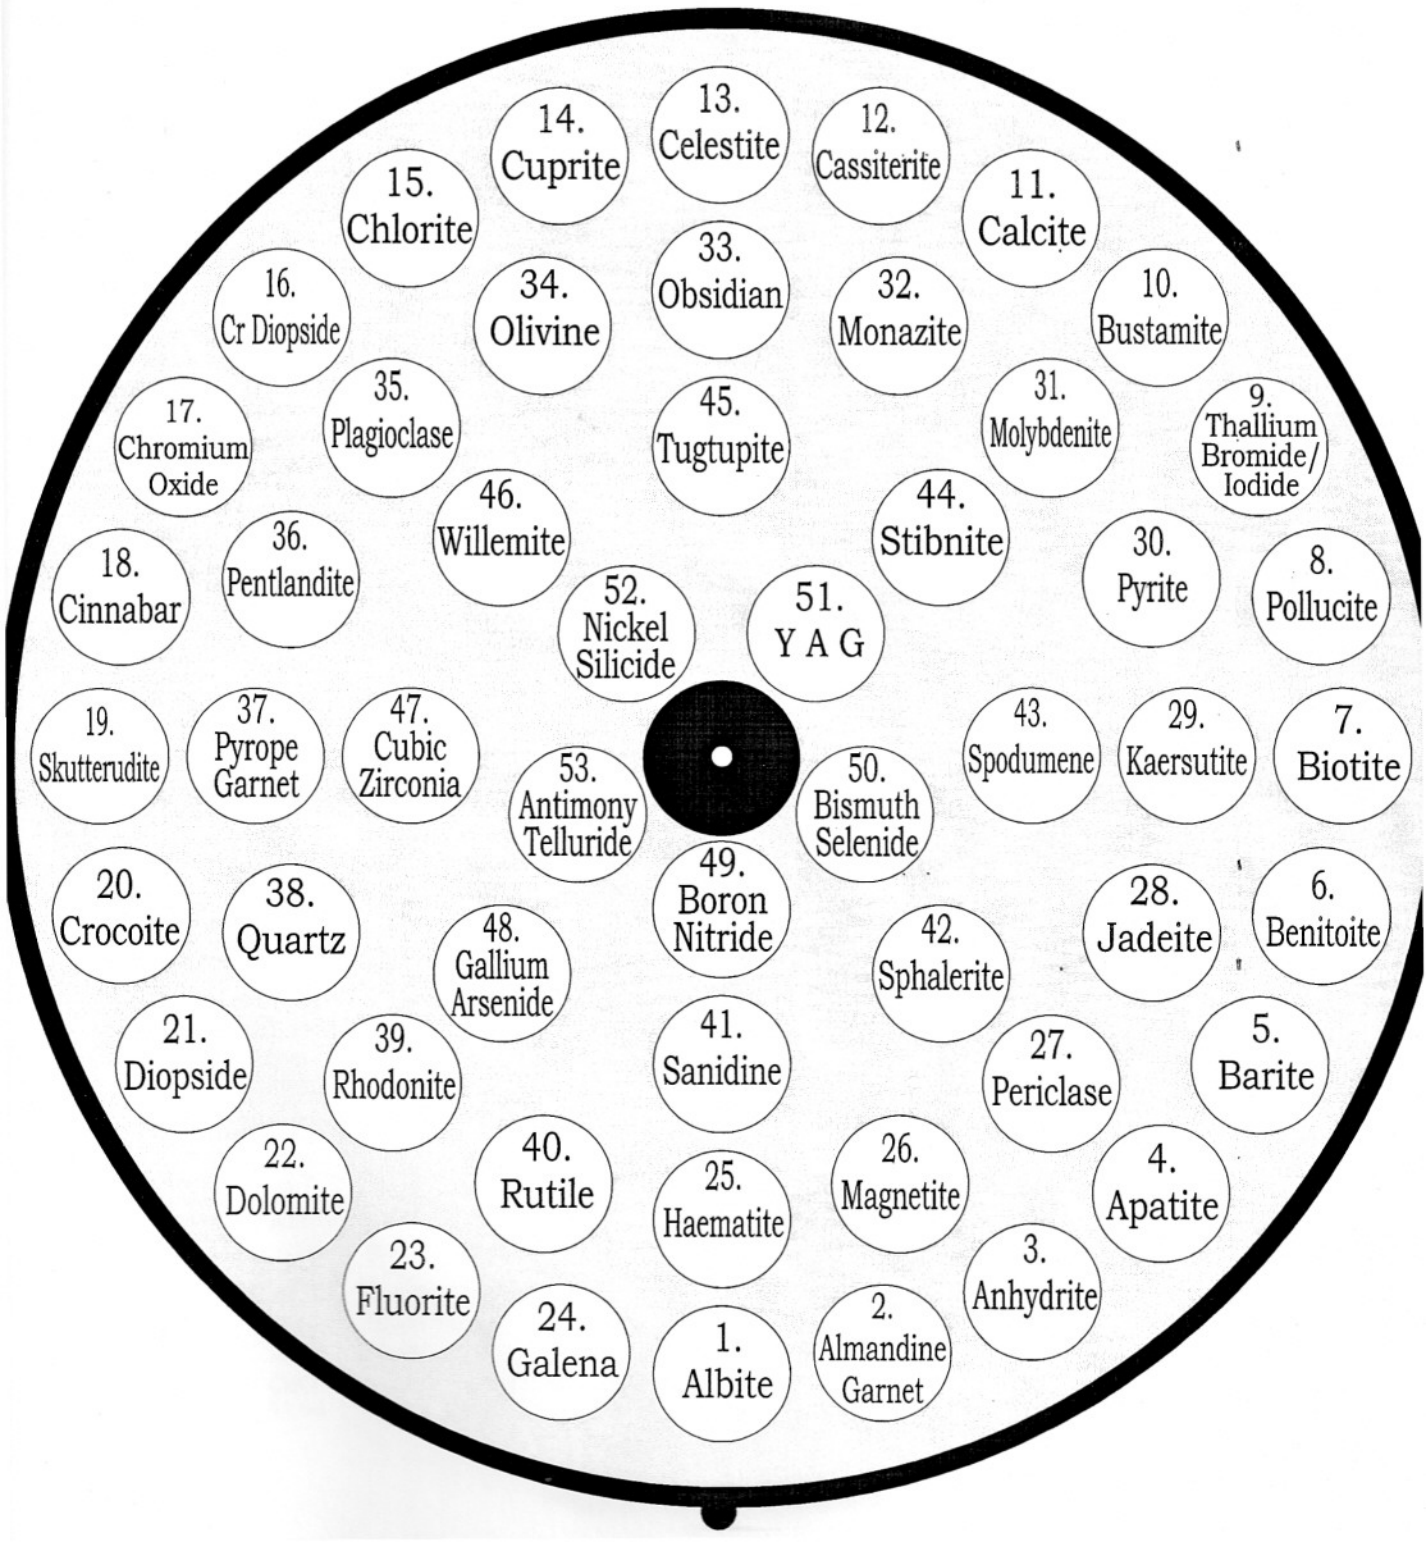 1.
Albite
2.
Almandine
Garnet
3.
Anhydrite
4.
Apatite
5.
Barite
6.
Benitoite
7.
Biotite
8.
Pollucite
9.
Thallium
Bromide/
Iodide
10.
Bustamite
11.
Calcite
12.
Cassiterite
13.
Celestite
14.
Cuprite
15.
Chlorite
16.
Cr Diopside
17.
Chromium
Oxide
18.
Cinnabar
19.
Skutterudite
20.
Crocoite
21.
Diopside
22.
Dolomite
23.
Fluorite
24.
Galena
25.
Haematite
26.
Magnetite
27.
Periclase
28.
Jadeite
29.
Kaersutite
30.
Pyrite
31.
Molybdenite
32.
Monazite
33.
Obsidian
34.
Olivine
35.
Plagioclase
36.
Pentlandite
37.
Pyrope
Garnet
38.
Quartz
39.
Rhodonite
40.
Rutile
41.
Sanidine
42.
Sphalerite
43.
Spodumene
44.
Stibnite
45.
Tugtupite
46.
Willemite
47.
Cubic
Zirconia
48.
Gallium
Arsenide
49.
Boron
Nitride
50.
Bismuth
Selenide
51.
Y A G
52.
Nickel
Silicide
53.
Antimony
Telluride